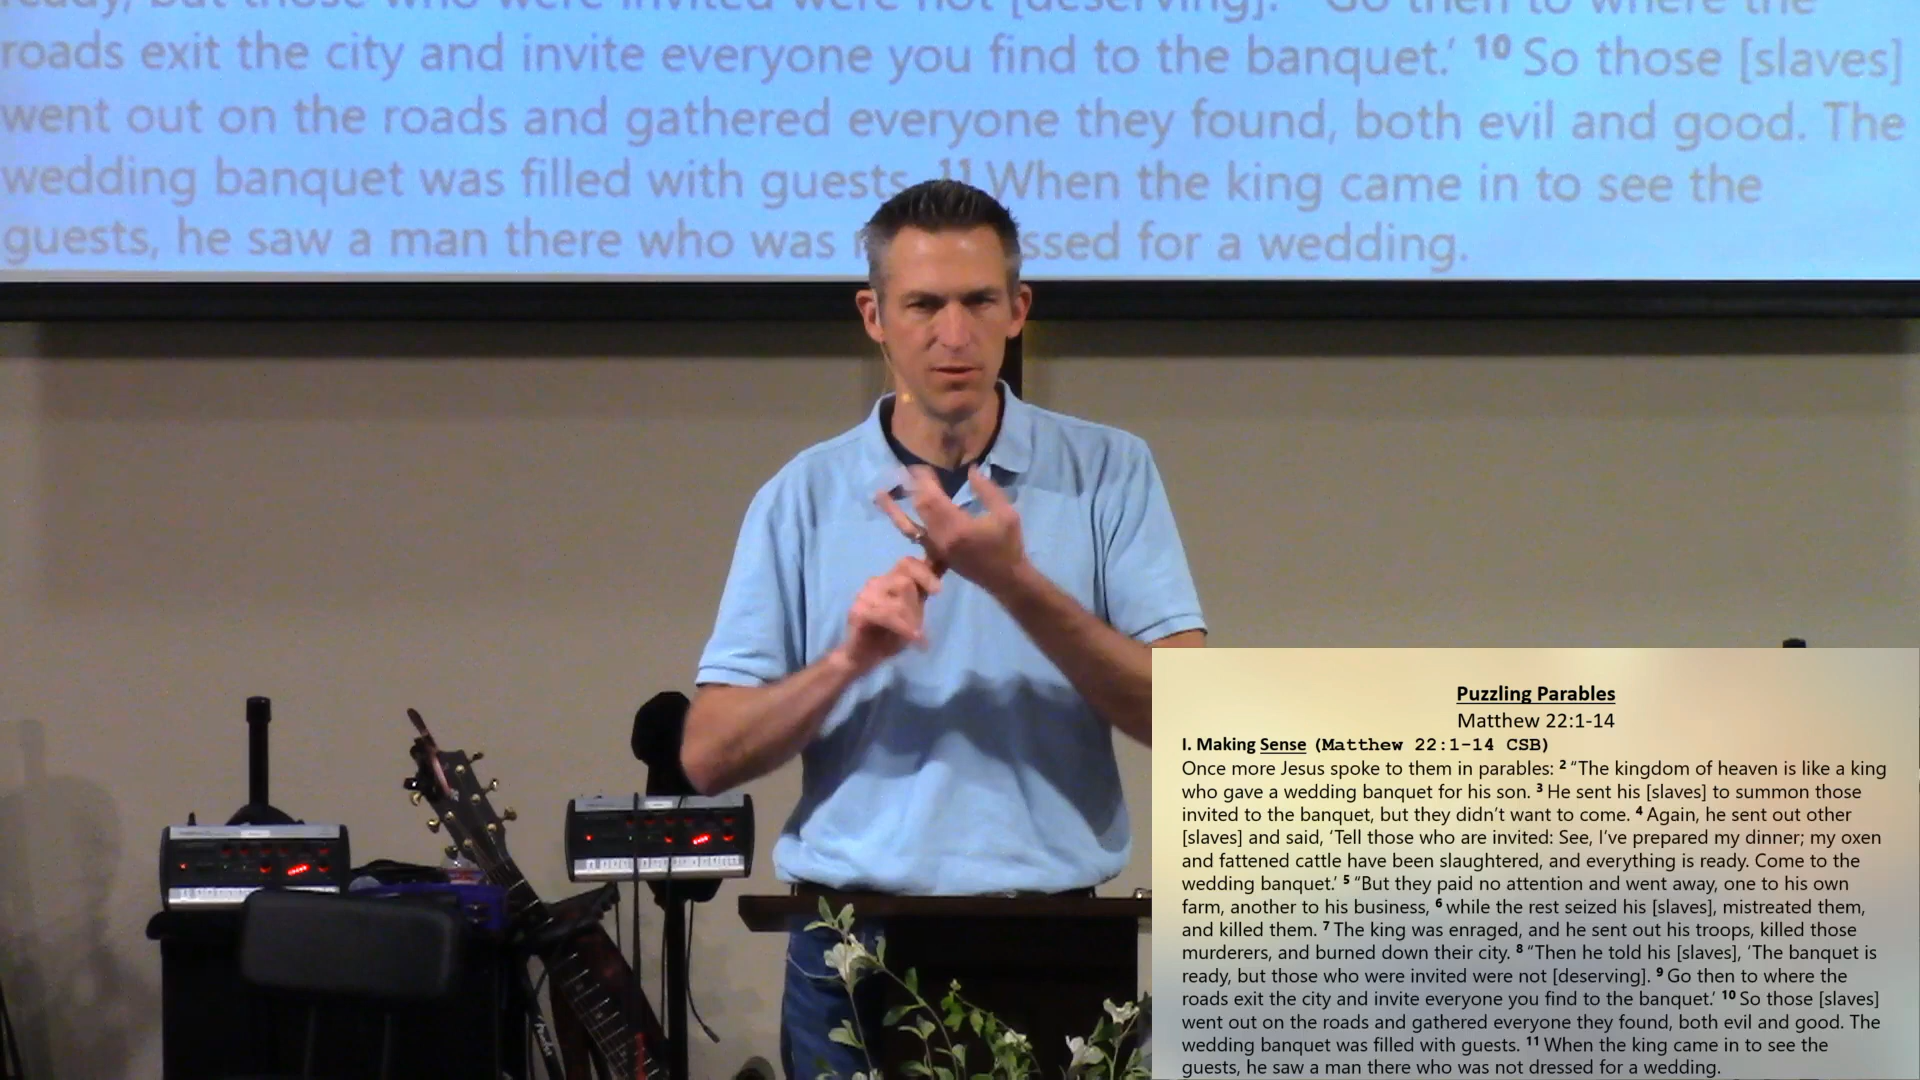 ready, but those who were invited were not [deserving]. Go then to where the
roads exit the city and invite everyone you find to the banquet.’ 10 So those [slaves]
went out on the roads and gathered everyone they found, both evil and good. The
wedding banquet was filled with guests. 11 When the king came in to see the
guests, he saw a man there who was ssed for a wedding.
Puzzling Parables
Matthew 22:1-14
I. Making Sense (Matthew 22:1-14 CSB)
Once more Jesus spoke to them in parables: 2 “The kingdom of heaven is like a king
who gave a wedding banquet for his son. 3 He sent his [slaves] to summon those
invited to the banquet, but they didn’t want to come. 4 Again, he sent out other
[slaves] and said, ‘Tell those who are invited: See, I’ve prepared my dinner; my oxen
and fattened cattle have been slaughtered, and everything is ready. Come to the
wedding banquet.’ 5 “But they paid no attention and went away, one to his own
farm, another to his business, 6 while the rest seized his [slaves], mistreated them,
and killed them. 7 The king was enraged, and he sent out his troops, killed those
murderers, and burned down their city. 8 “Then he told his [slaves], ‘The banquet is
ready, but those who were invited were not [deserving]. 9 Go then to where the
roads exit the city and invite everyone you find to the banquet.’ 10 So those [slaves]
went out on the roads and gathered everyone they found, both evil and good. The
wedding banquet was filled with guests. 11 When the king came in to see the
guests, he saw a man there who was not dressed for a wedding.